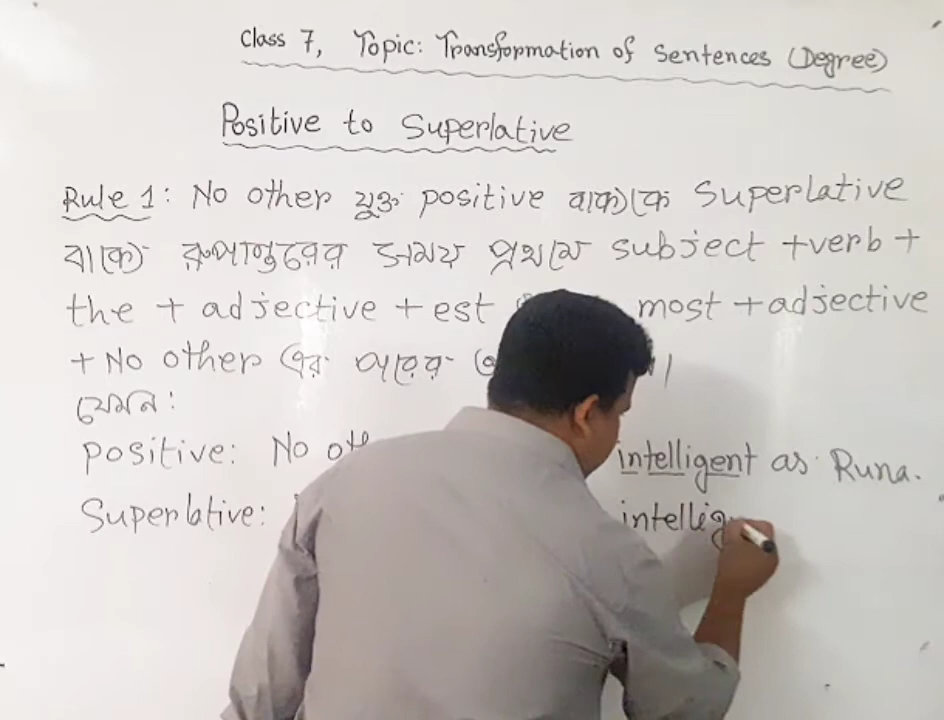 Class 7, Topic: Transformation of Sentences (Degree)
Positive to Superlative
Rule 1: No other যুক্ত positive বাক্যকে Superlative
বাক্যে রূপান্তরের সময় প্রথমে subject +verb +
the + adjective + est most +adjective
+ No other এর পরের
যেমন:
Positive: No intelligent as Runa.
Superlative: